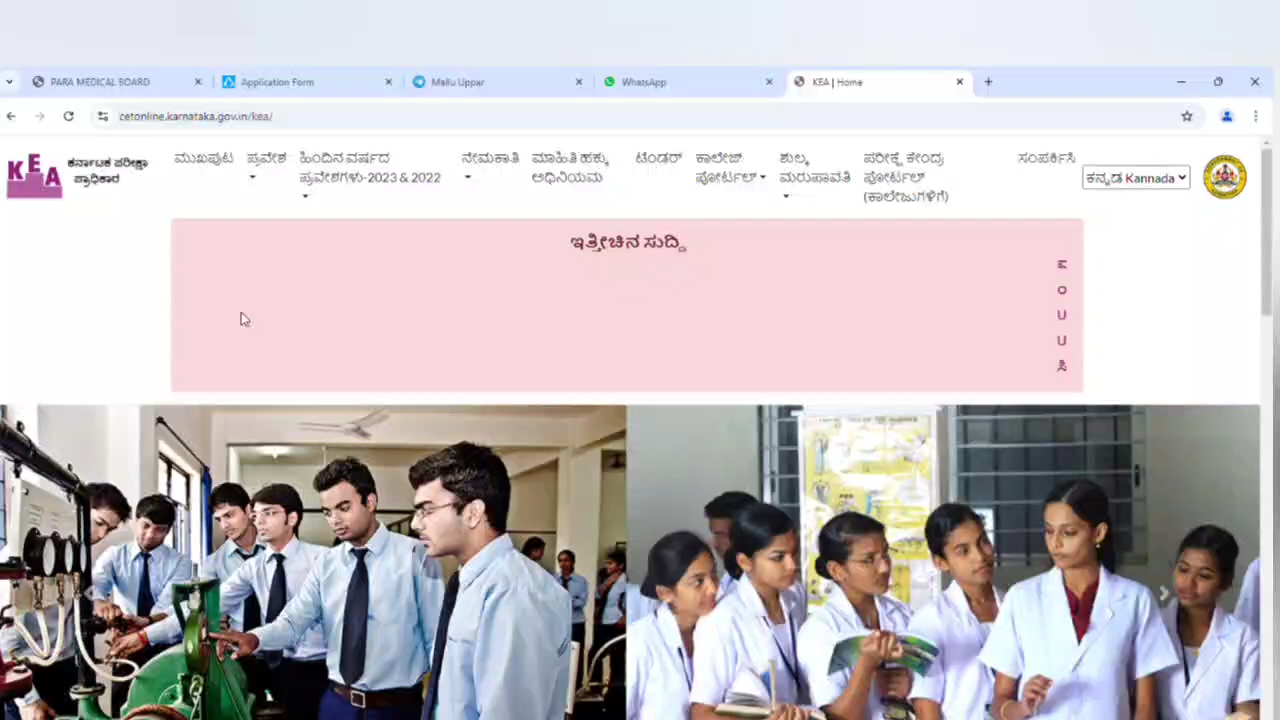 PARA MEDICAL BOARD
Application Form
Mallu Uppar
WhatsApp
KEA | Home
cetonline.karnataka.gov.in/kea/
KEA
ಕರ್ನಾಟಕ ಪರೀಕ್ಷಾ
ಪ್ರಾಧಿಕಾರ
ಮುಖಪುಟ
ಪ್ರವೇಶ
ಹಿಂದಿನ ವರ್ಷದ
ಪ್ರವೇಶಗಳು-2023 & 2022
ನೇಮಕಾತಿ
ಮಾಹಿತಿ ಹಕ್ಕು
ಅಧಿನಿಯಮ
ಟೆಂಡರ್
ಕಾಲೇಜ್
ಪೋರ್ಟಲ್
ಶುಲ್ಕ
ಮರುಪಾವತಿ
ಪರೀಕ್ಷೆ ಕೇಂದ್ರ
ಪೋರ್ಟಲ್
(ಕಾಲೇಜುಗಳಿಗೆ)
ಸಂಪರ್ಕಿಸಿ
ಕನ್ನಡ Kannada
ಇತ್ತೀಚಿನ ಸುದ್ದಿ